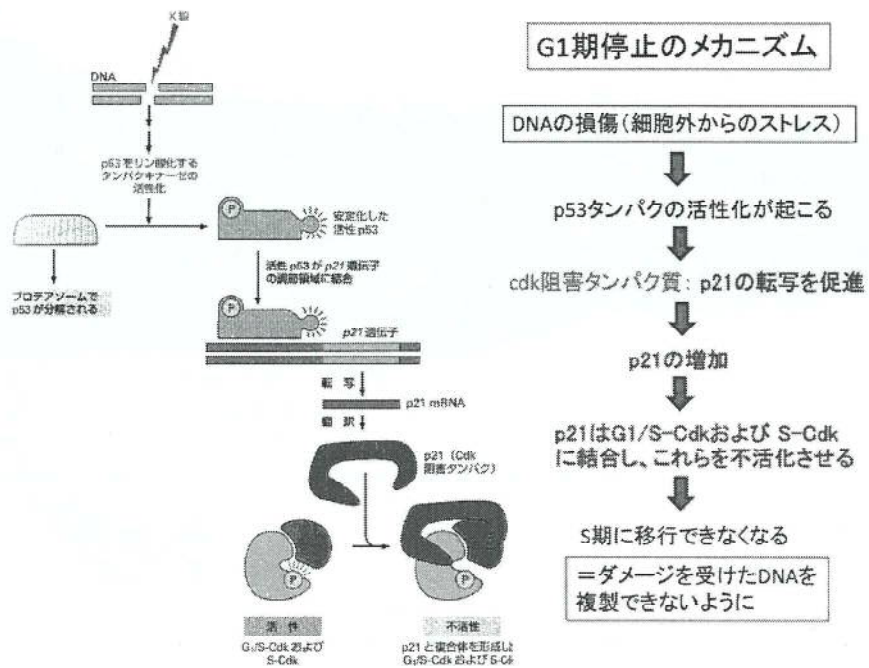 X線
DNA
p53をリン酸化する
タンパクキナーゼの
活性化
P
安定化した
活性p53
プロテアソームで
p53が分解される
活性p53がp21遺伝子
の調節領域に結合
P
p21遺伝子
転 写
p21 mRNA
翻 訳
p21(Cdk
阻害タンパク)
P
P
活 性
G₁/S-Cdkおよび
S-Cdk
不活性
p21と複合体を形成し
G₁/S-CdkおよびS-Cd
G1期停止のメカニズム
DNAの損傷(細胞外からのストレス)
p53タンパクの活性化が起こる
cdk阻害タンパク質: p21の転写を促進
p21の増加
p21はG1/S-Cdkおよび S-Cdk
に結合し、これらを不活化させる
S期に移行できなくなる
=ダメージを受けたDNAを
複製できないように